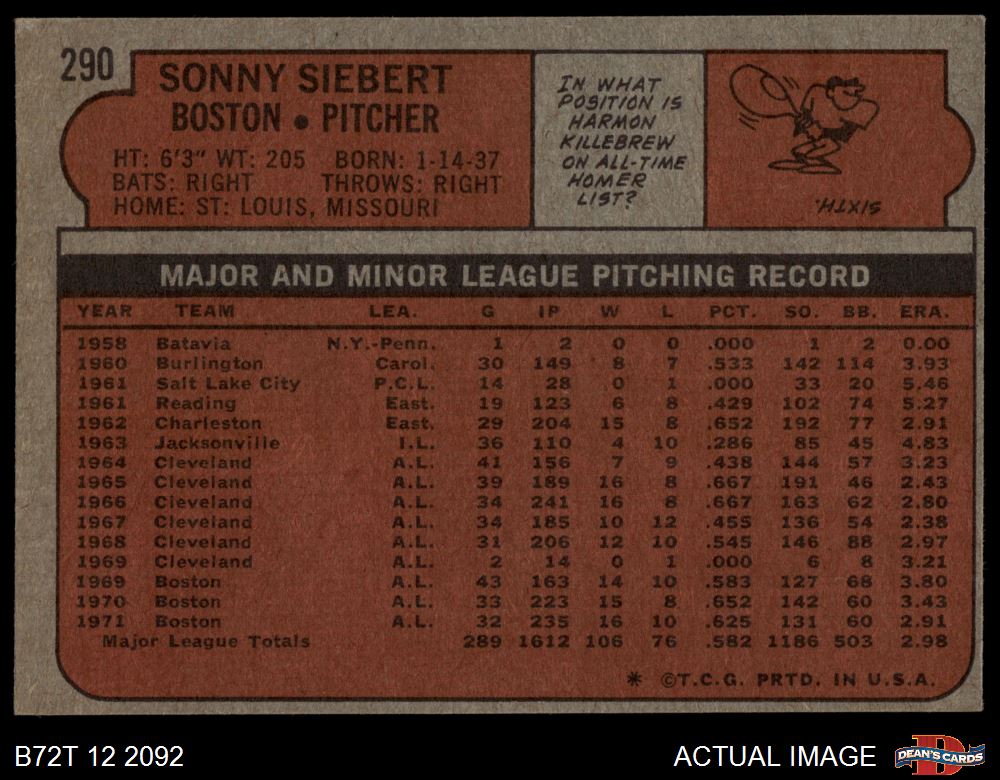 290
SONNY SIEBERT
BOSTON • PITCHER
HT: 6'3" WT: 205 BORN: 1-14-37
BATS: RIGHT THROWS: RIGHT
HOME: ST: LOUIS, MISSOURI
IN WHAT
POSITION IS
HARMON
KILLEBREW
ON ALL-TIME
HOMER
LIST?
SIXTH.
MAJOR AND MINOR LEAGUE PITCHING RECORD
YEAR TEAM LEA. G IP W L PCT. SO. BB. ERA.
1958 Batavia N.Y.-Penn. 1 2 0 0 .000 1 2 0.00
1960 Burlington Carol. 30 149 8 7 .533 142 114 3.93
1961 Salt Lake City P.C.L. 14 28 0 1 .000 33 20 5.46
1961 Reading East. 19 123 6 8 .429 102 74 5.27
1962 Charleston East. 29 204 15 8 .652 192 77 2.91
1963 Jacksonville I.L. 36 110 4 10 .286 85 45 4.83
1964 Cleveland A.L. 41 156 7 9 .438 144 57 3.23
1965 Cleveland A.L. 39 189 16 8 .667 191 46 2.43
1966 Cleveland A.L. 34 241 16 8 .667 163 62 2.80
1967 Cleveland A.L. 34 185 10 12 .455 136 54 2.38
1968 Cleveland A.L. 31 206 12 10 .545 146 88 2.97
1969 Cleveland A.L. 2 14 0 1 .000 6 8 3.21
1969 Boston A.L. 43 163 14 10 .583 127 68 3.80
1970 Boston A.L. 33 223 15 8 .652 142 60 3.43
1971 Boston A.L. 32 235 16 10 .625 131 60 2.91
Major League Totals 289 1612 106 76 .582 1186 503 2.98
* ©T.C.G. PRTD. IN U.S.A.
B72T 12 2092
ACTUAL IMAGE
DEAN'S CARDS